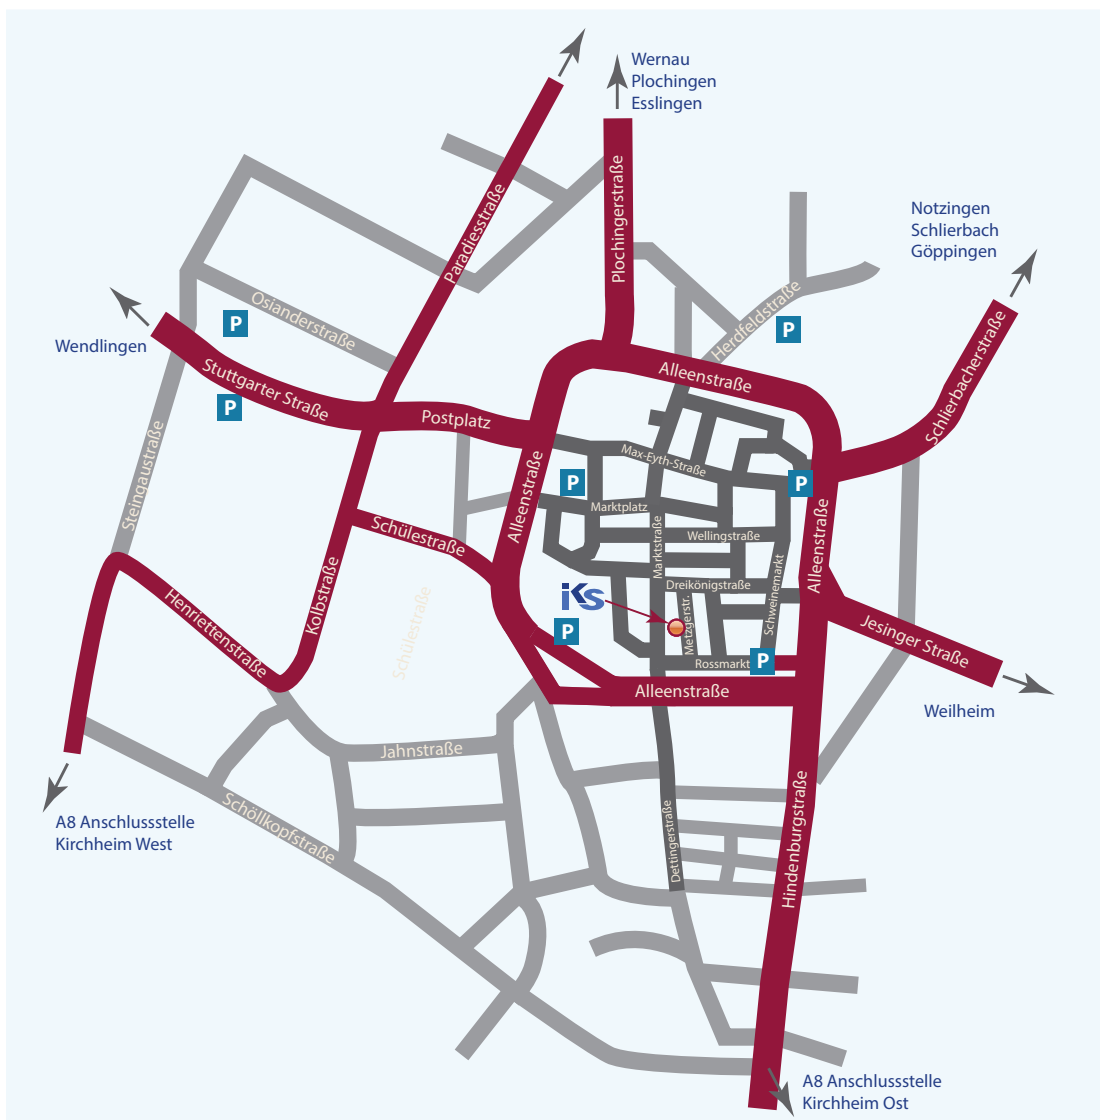 Wernau
Plochingen
Esslingen
Paradiesstraße
Plochingerstraße
Notzingen
Schlierbach
Göppingen
Osianderstraße
P
Herdfeldstraße
P
Wendlingen
Stuttgarter Straße
P
Postplatz
Alleenstraße
Schlierbacherstraße
Steingaustraße
Max-Eyth-Straße
P
P
Alleenstraße
Marktplatz
Schülestraße
Wellingstraße
Marktstraße
Alleenstraße
Kolbstraße
Dreikönigstraße
Schweinemarkt
iKS
Metzgerstr.
Henriettenstraße
Schülestraße
P
Jesinger Straße
Rossmarkt
P
Alleenstraße
Weilheim
Jahnstraße
Schöllkopfstraße
A8 Anschlussstelle
Kirchheim West
Dettingerstraße
Hindenburgstraße
A8 Anschlussstelle
Kirchheim Ost